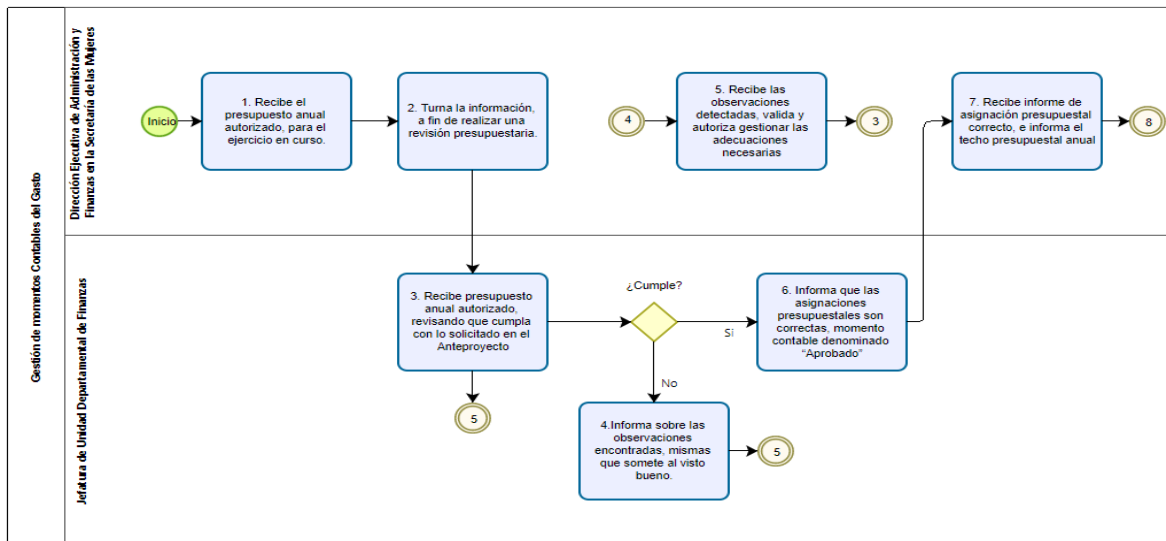 Gestión de momentos Contables del Gasto
Dirección Ejecutiva de Administración y
Finanzas en la Secretaría de las Mujeres
Inicio
1. Recibe el
presupuesto anual
autorizado, para el
ejercicio en curso.
2. Turna la información,
a fin de realizar una
revisión presupuestaria.
4
5. Recibe las
observaciones
detectadas, valida y
autoriza gestionar las
adecuaciones
necesarias
3
7. Recibe informe de
asignación presupuestal
correcto, e informa el
techo presupuestal anual
8
Jefatura de Unidad Departamental de Finanzas
3. Recibe presupuesto
anual autorizado,
revisando que cumpla
con lo solicitado en el
Anteproyecto
5
¿Cumple?
Si
No
6. Informa que las
asignaciones
presupuestales son
correctas, momento
contable denominado
“Aprobado”
4.Informa sobre las
observaciones
encontradas, mismas
que somete al visto
bueno.
5